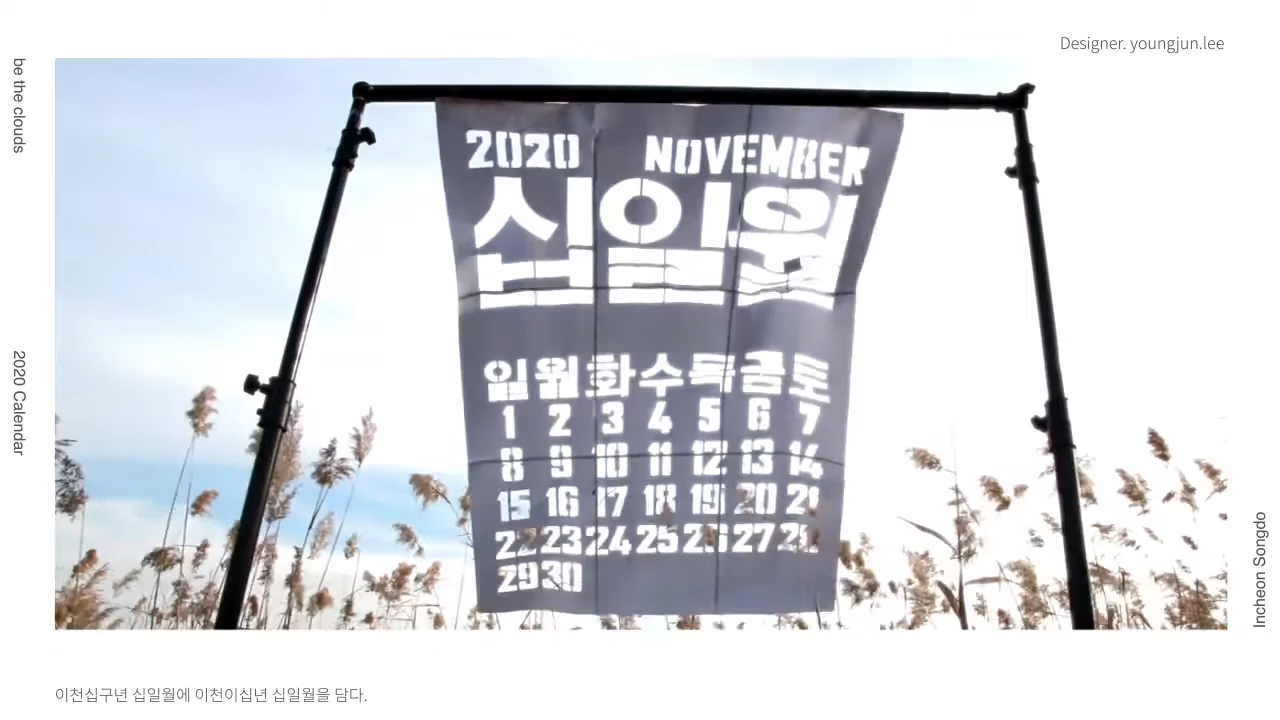 Designer. youngjun.lee
be the clouds
2020 Calendar
2020 NOVEMBER
십일월
일 월 화 수 목 금 토
1 2 3 4 5 6 7
8 9 10 11 12 13 14
15 16 17 18 19 20 21
22 23 24 25 26 27 28
29 30
Incheon Songdo
이천십구년 십일월에 이천이십년 십일월을 담다.